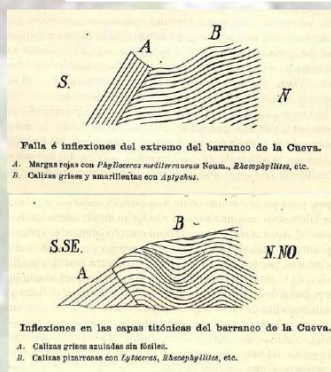 A
B
S.
N
Falla é inflexiones del extremo del barranco de la Cueva.
A. Margas rojas con Phylloceras mediterraneum Neum., Rhacophyllites, etc.
B. Calizas grises y amarillentas con Aptychus.
B
S.SE.
N.NO.
A
Inflexiones en las capas titónicas del barranco de la Cueva.
A. Calizas grises azuladas sin fósiles.
B. Calizas pizarrosas con Lytoceras, Rhacophyllites, etc.